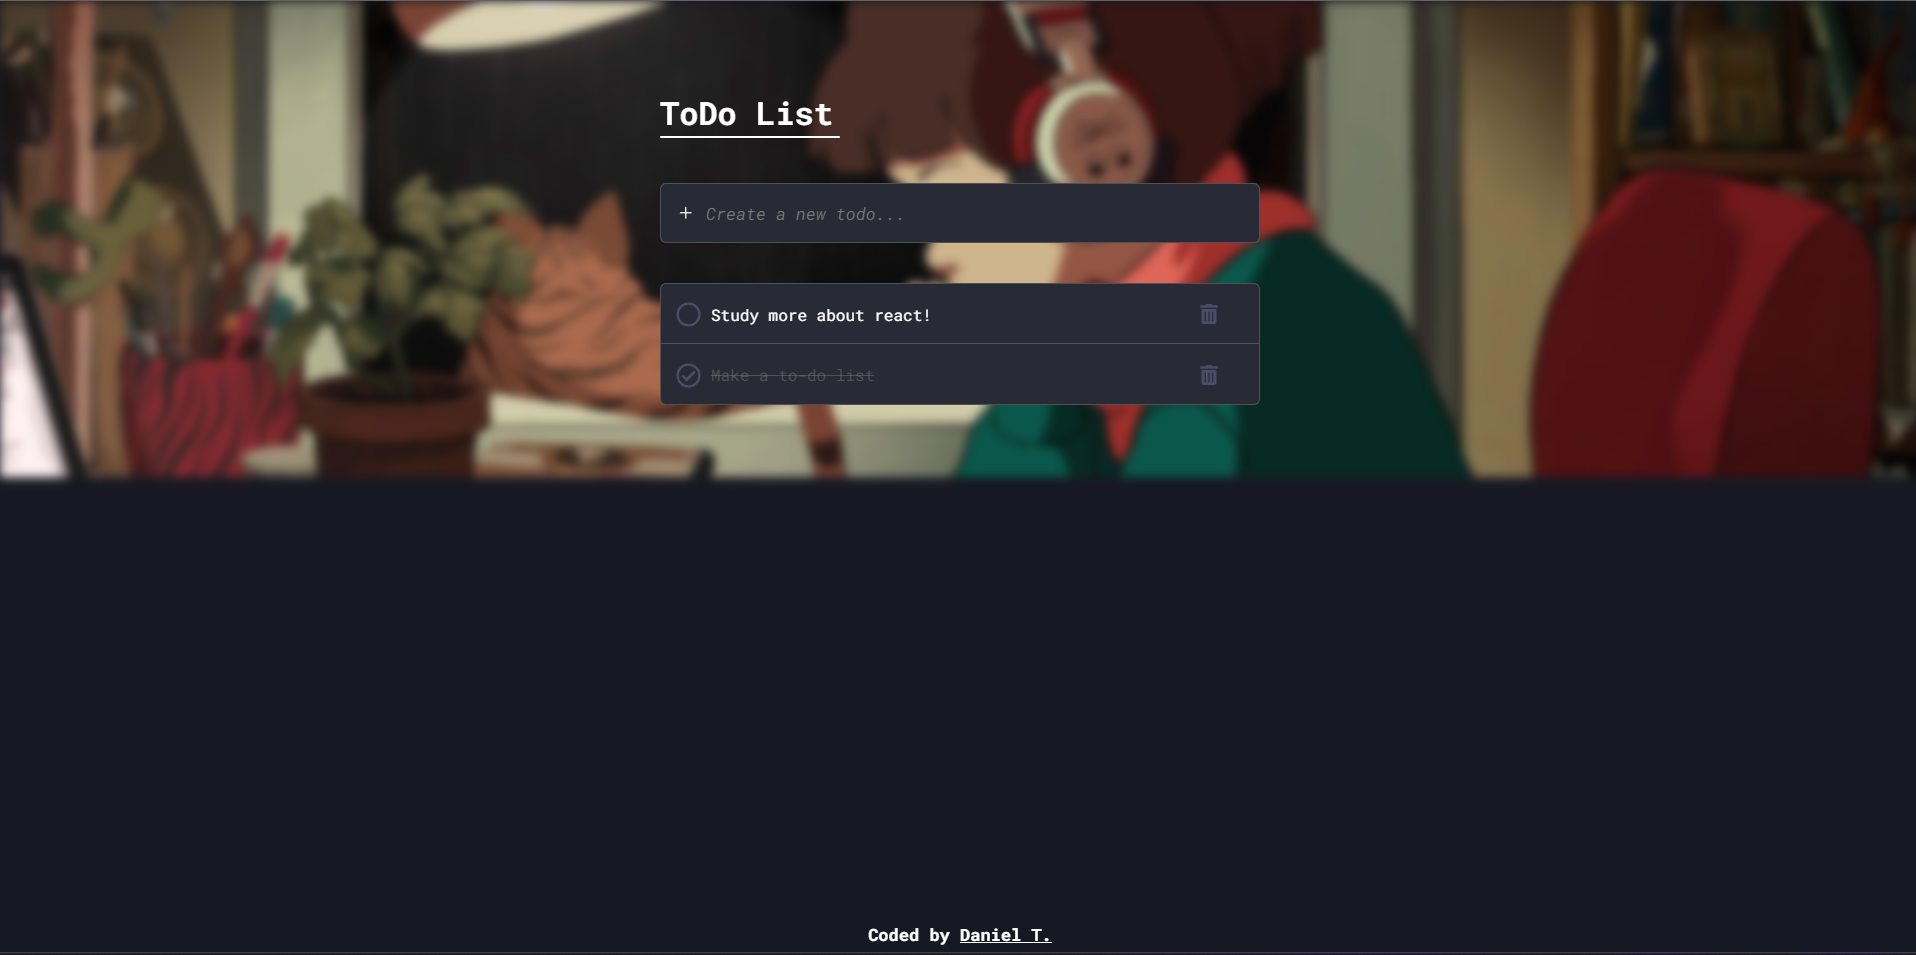 ToDo List
Create a new todo...
Study more about react!
Make a to-do list
Coded by Daniel T.